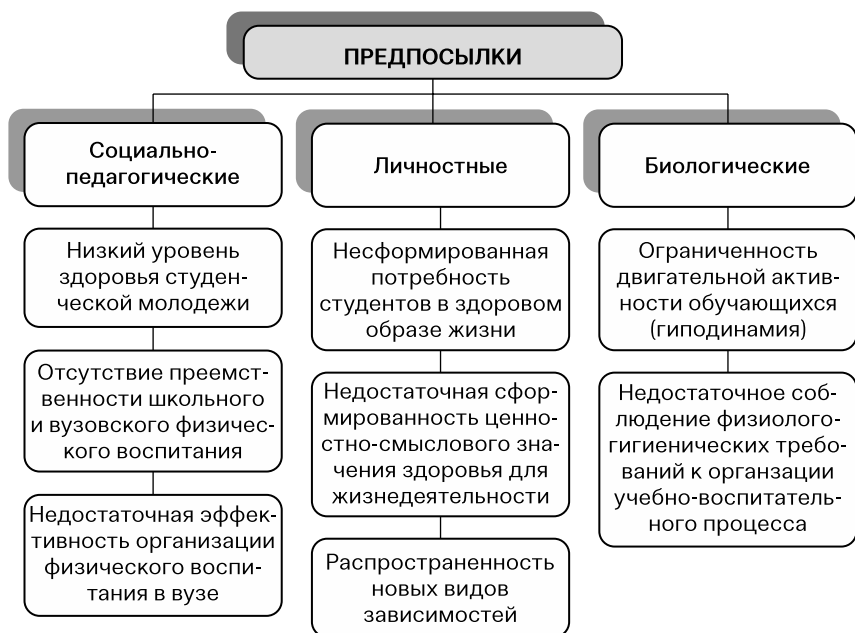 ПРЕДПОСЫЛКИ
Социально-
педагогические
Низкий уровень
здоровья студен-
ческой молодежи
Отсутствие преемст-
венности школьного
и вузовского физичес-
кого воспитания
Недостаточная эффек-
тивность организации
физического воспи-
тания в вузе
Личностные
Несформированная
потребность
студентов в здоровом
образе жизни
Недостаточная сфор-
мированность ценно-
стно-смыслового зна-
чения здоровья для
жизнедеятельности
Распространенность
новых видов
зависимостей
Биологические
Ограниченность
двигательной актив-
ности обучающихся
(гиподинамия)
Недостаточное соб-
людение физиолого-
гигиенических требо-
ваний к органзации
учебно-воспитатель-
ного процесса